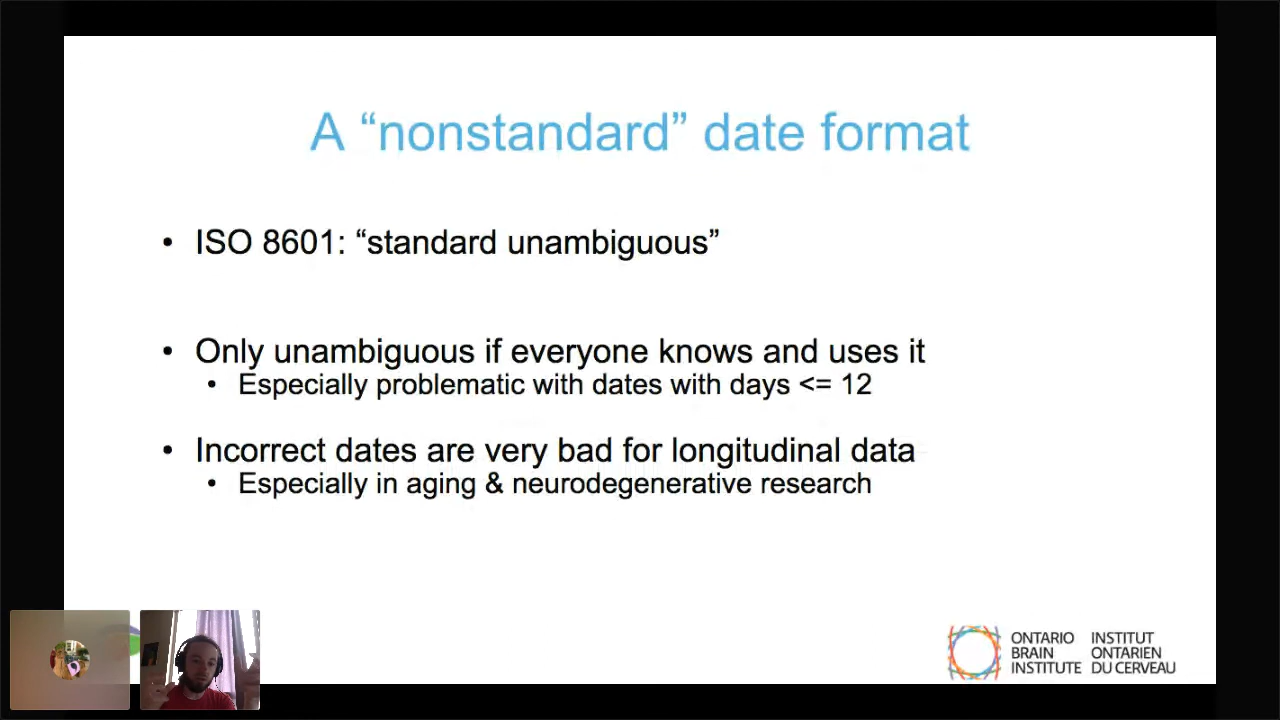 A “nonstandard” date format
• ISO 8601: “standard unambiguous”
• Only unambiguous if everyone knows and uses it
• Especially problematic with dates with days <= 12
• Incorrect dates are very bad for longitudinal data
• Especially in aging & neurodegenerative research
ONTARIO
BRAIN
INSTITUTE
INSTITUT
ONTARIEN
DU CERVEAU